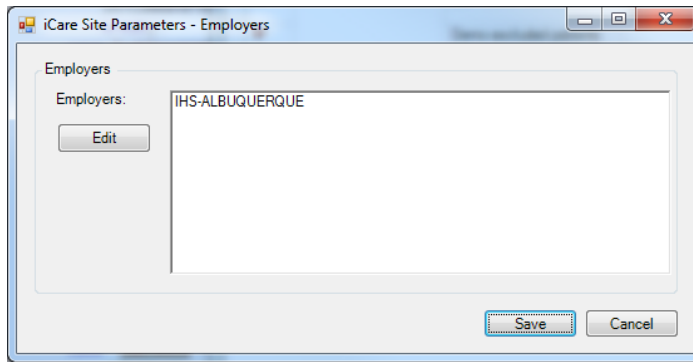 iCare Site Parameters - Employers
Employers
Employers:
IHS-ALBUQUERQUE
Edit
Save
Cancel